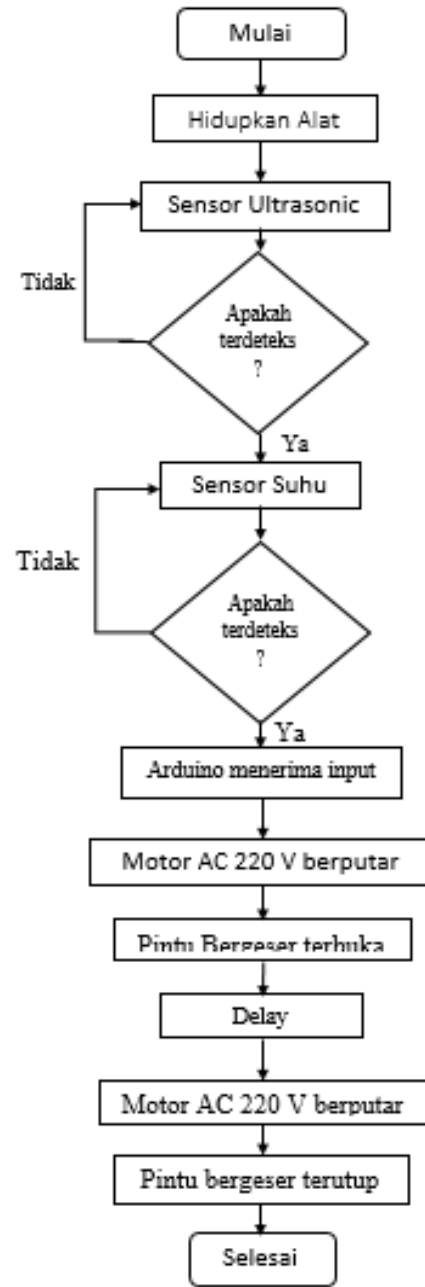 Mulai
Hidupkan Alat
Sensor Ultrasonic
Tidak
Apakah
terdeteks
?
Ya
Sensor Suhu
Tidak
Apakah
terdeteks
?
Ya
Arduino menerima input
Motor AC 220 V berputar
Pintu Bergeser terbuka
Delay
Motor AC 220 V berputar
Pintu bergeser terutup
Selesai